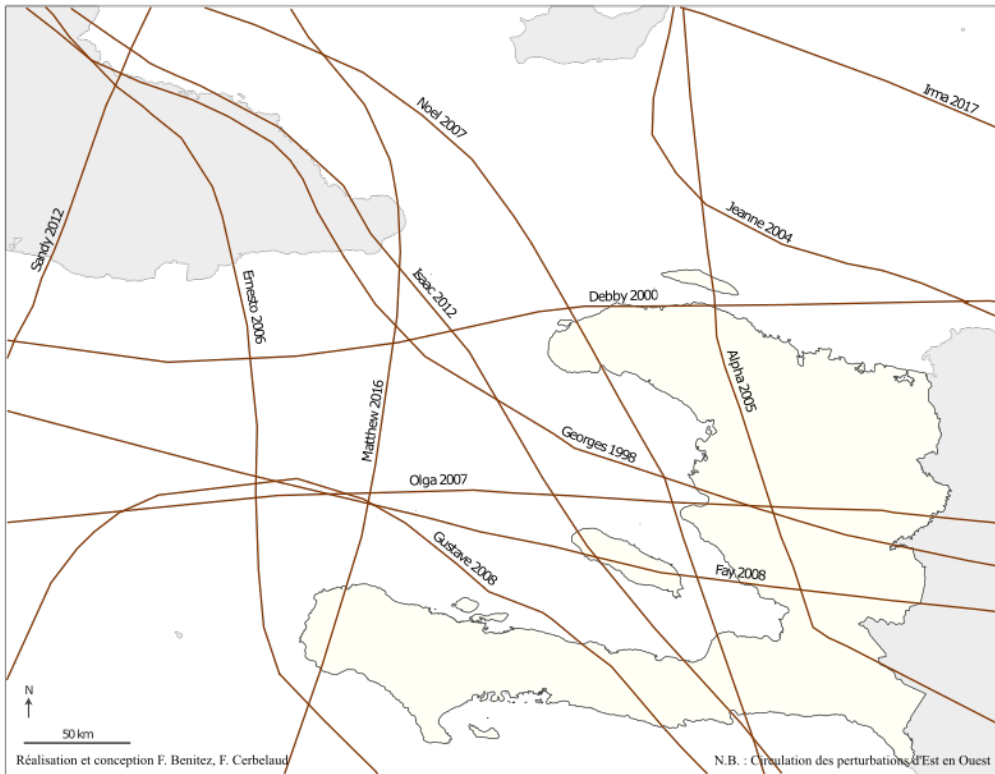 Irma 2017
Noel 2007
Jeanne 2004
Sandy 2012
Ernesto 2006
Isaac 2012
Debby 2000
Alpha 2005
Matthew 2016
Georges 1998
Olga 2007
Gustave 2008
Fay 2008
N
50 km
Réalisation et conception F. Benitez, F. Cerbelaud
N.B. : Circulation des perturbations d'Est en Ouest